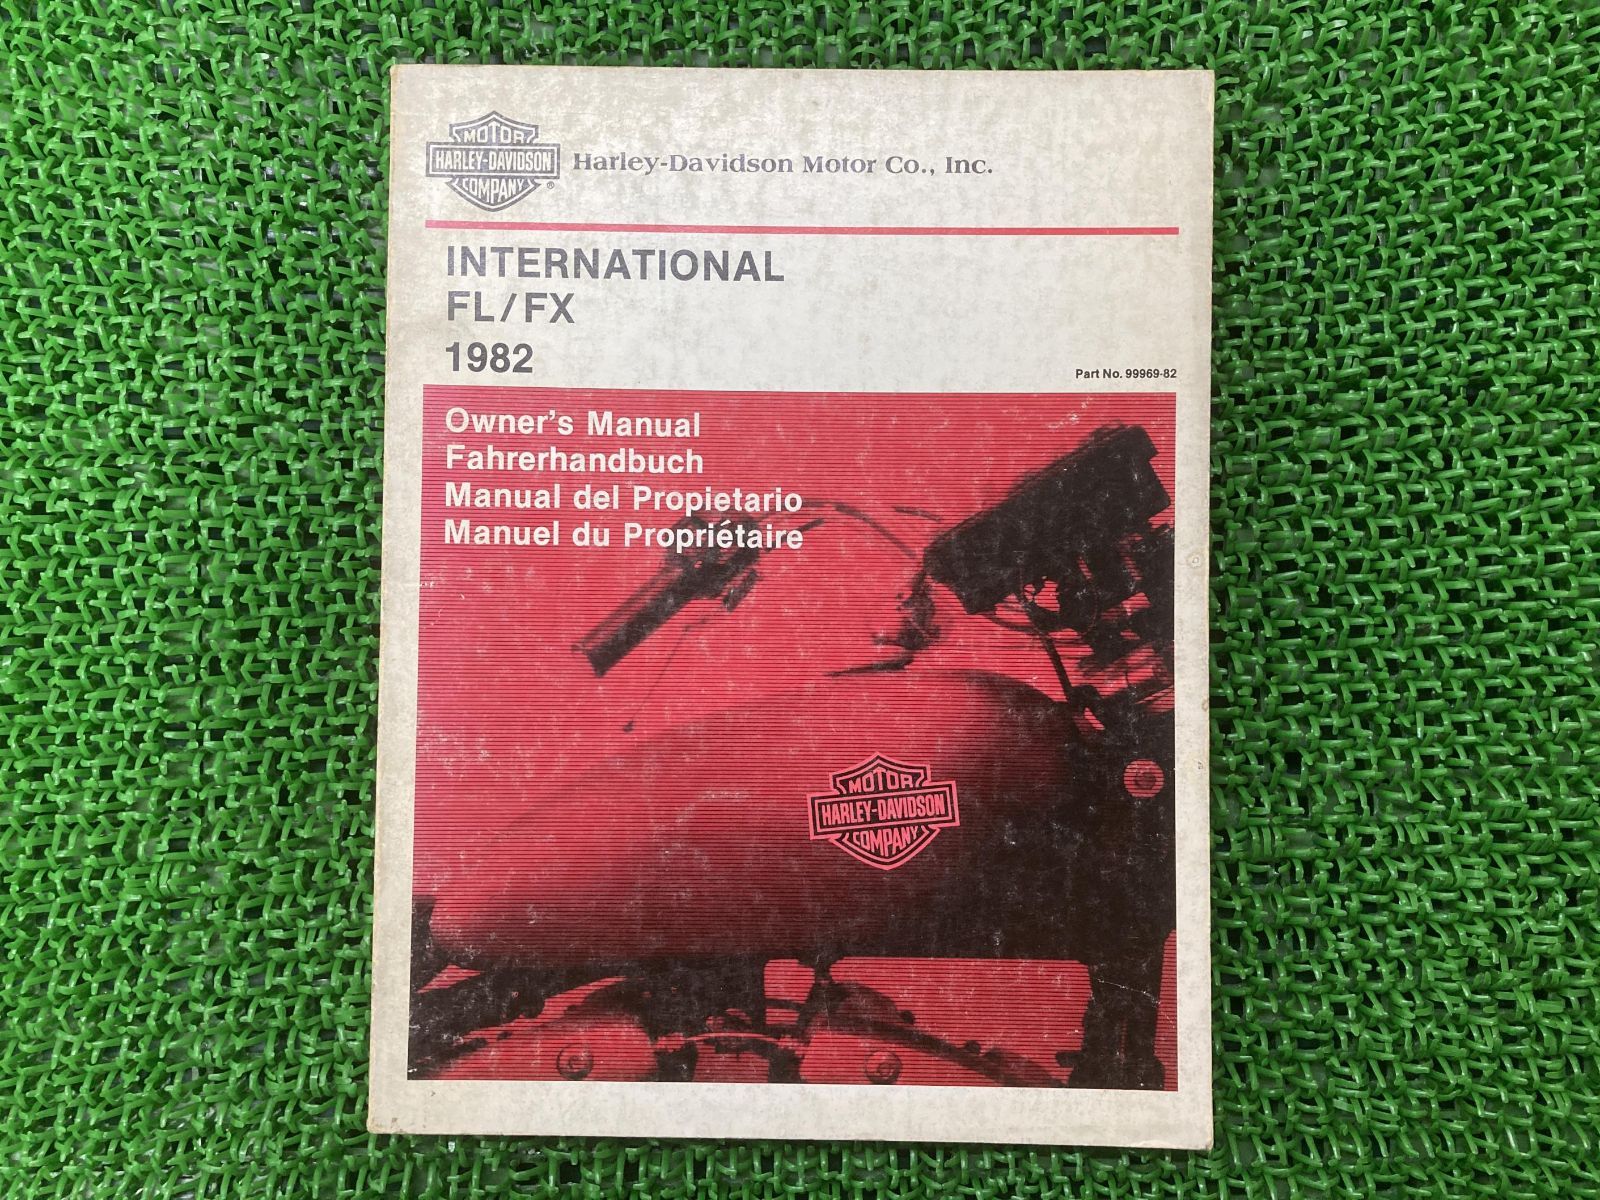 MOTOR
HARLEY-DAVIDSON
COMPANY ®
Harley-Davidson Motor Co., Inc.
INTERNATIONAL
FL/FX
1982
Part No. 99969-82
Owner's Manual
Fahrerhandbuch
Manual del Propietario
Manuel du Propriétaire
MOTOR
HARLEY-DAVIDSON
COMPANY